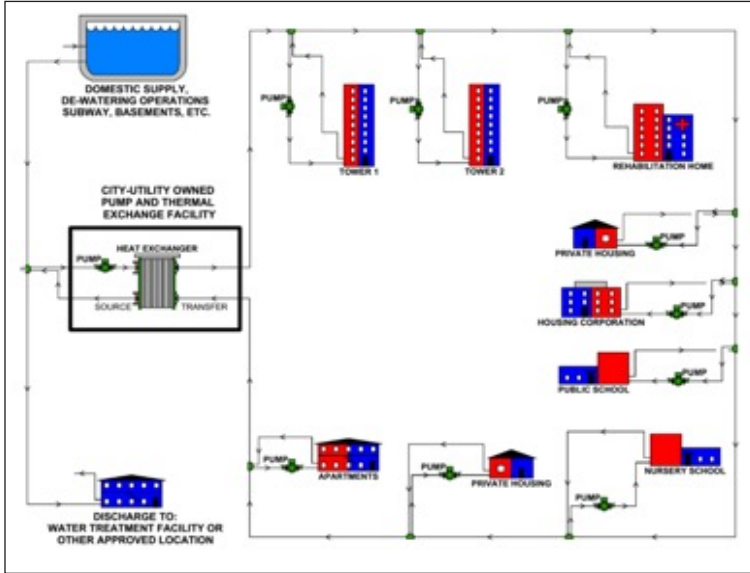 DOMESTIC SUPPLY,
DE-WATERING OPERATIONS
SUBWAY, BASEMENTS, ETC.
PUMP
TOWER 1
PUMP
TOWER 2
PUMP
REHABILITATION HOME
CITY-UTILITY OWNED
PUMP AND THERMAL
EXCHANGE FACILITY
HEAT EXCHANGER
PUMP
SOURCE
TRANSFER
PUMP
PRIVATE HOUSING
PUMP
HOUSING CORPORATION
PUMP
PUBLIC SCHOOL
PUMP
APARTMENTS
PUMP
PRIVATE HOUSING
PUMP
NURSERY SCHOOL
DISCHARGE TO:
WATER TREATMENT FACILITY OR
OTHER APPROVED LOCATION